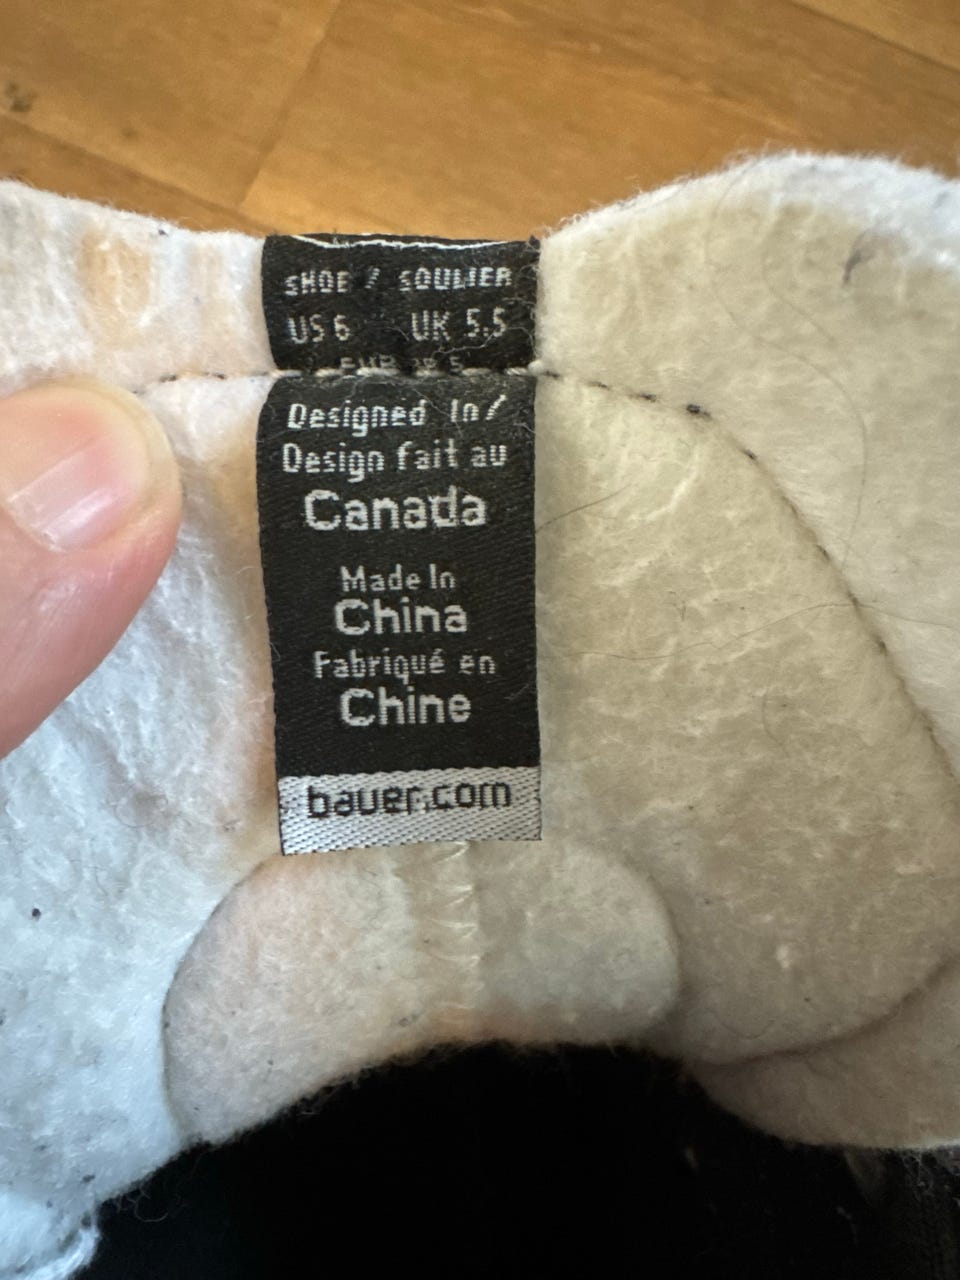 SHOE / SOULIER
US 6 UK 5.5
Designed In/
Design fait au
Canada
Made In
China
Fabriqué en
Chine
bauer.com